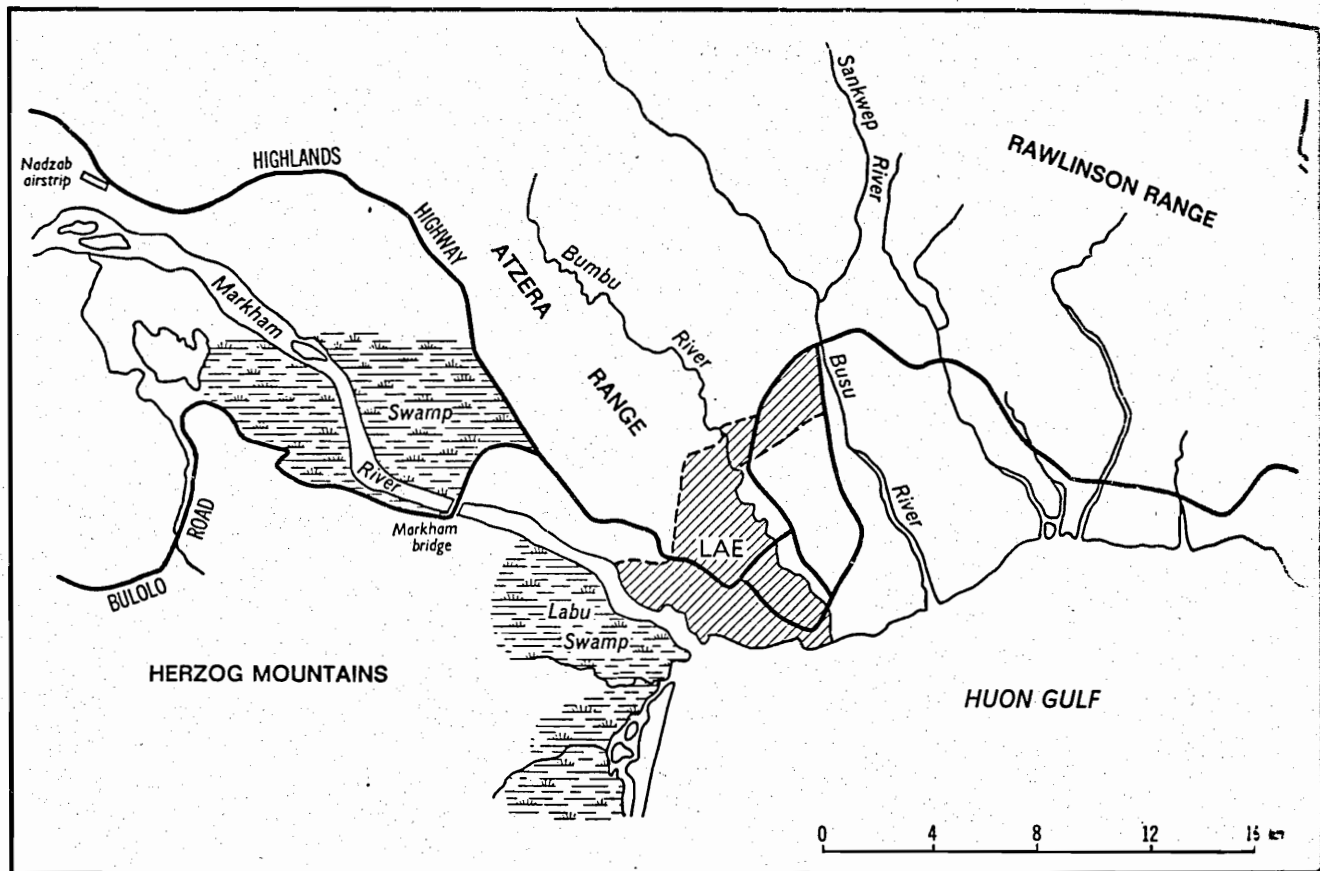 Sankwep
River
RAWLINSON RANGE
HIGHLANDS
Nadzab
airstrip
HIGHWAY
ATZERA
RANGE
Bumbu
River
Markham
River
Swamp
Busu
River
Markham
bridge
LAE
BULOLO
ROAD
Labu
Swamp
HERZOG MOUNTAINS
HUON GULF
0 4 8 12
km